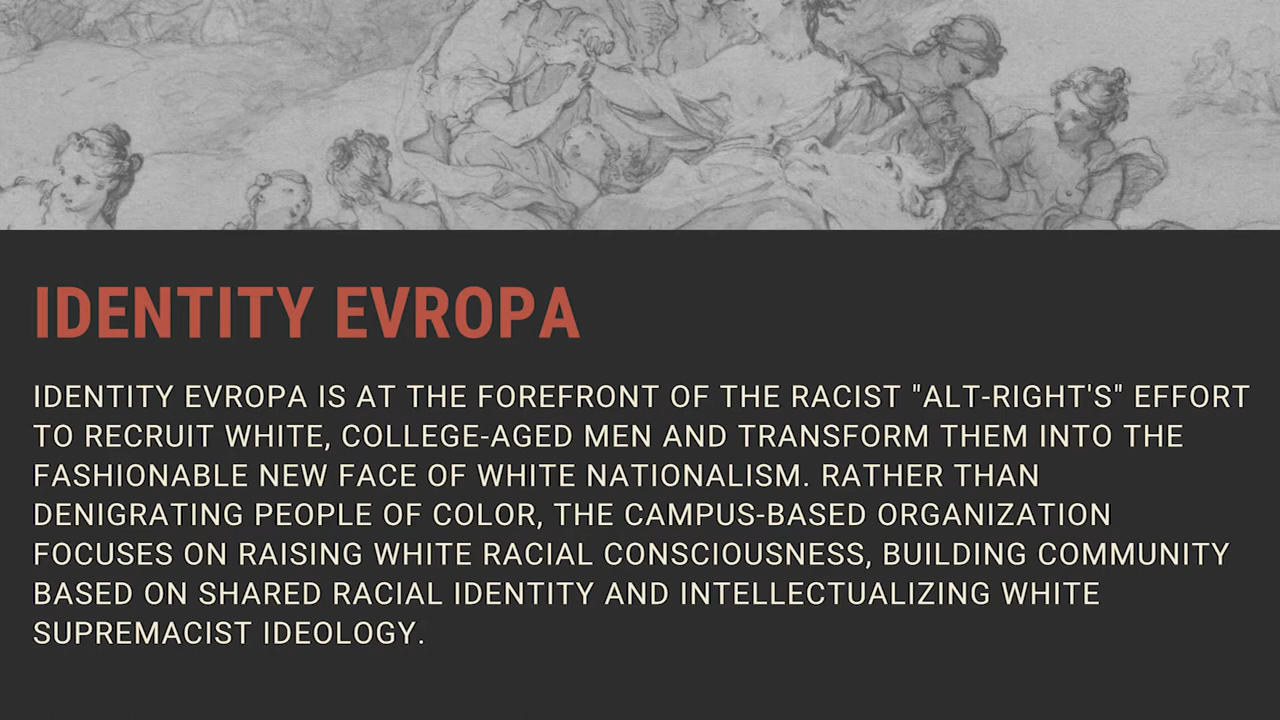 IDENTITY EVROPA
IDENTITY EVROPA IS AT THE FOREFRONT OF THE RACIST "ALT-RIGHT'S" EFFORT
TO RECRUIT WHITE, COLLEGE-AGED MEN AND TRANSFORM THEM INTO THE
FASHIONABLE NEW FACE OF WHITE NATIONALISM. RATHER THAN
DENIGRATING PEOPLE OF COLOR, THE CAMPUS-BASED ORGANIZATION
FOCUSES ON RAISING WHITE RACIAL CONSCIOUSNESS, BUILDING COMMUNITY
BASED ON SHARED RACIAL IDENTITY AND INTELLECTUALIZING WHITE
SUPREMACIST IDEOLOGY.